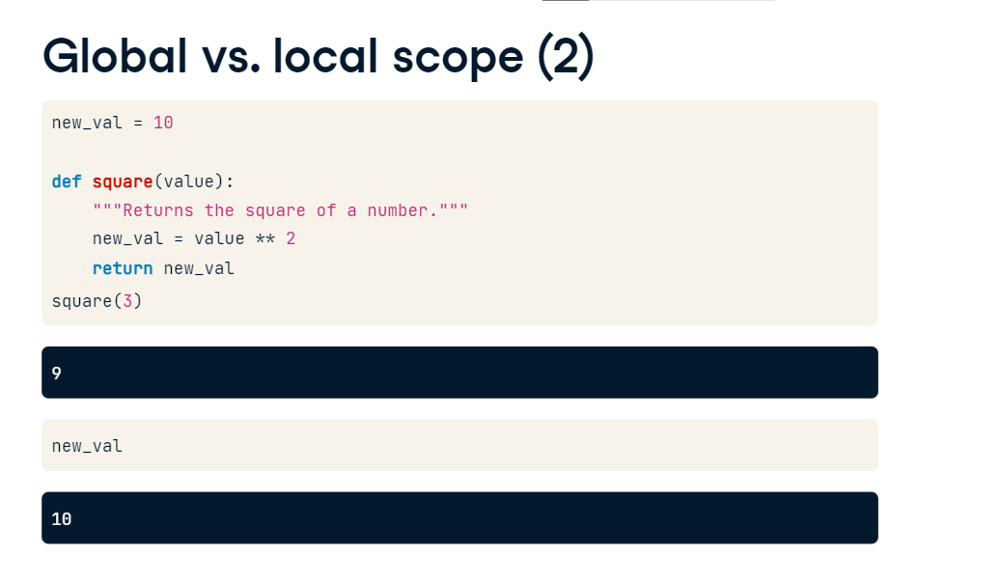 Global vs. local scope (2)
new_val = 10
def square(value):
    """Returns the square of a number."""
    new_val = value ** 2
    return new_val
square(3)
9
new_val
10